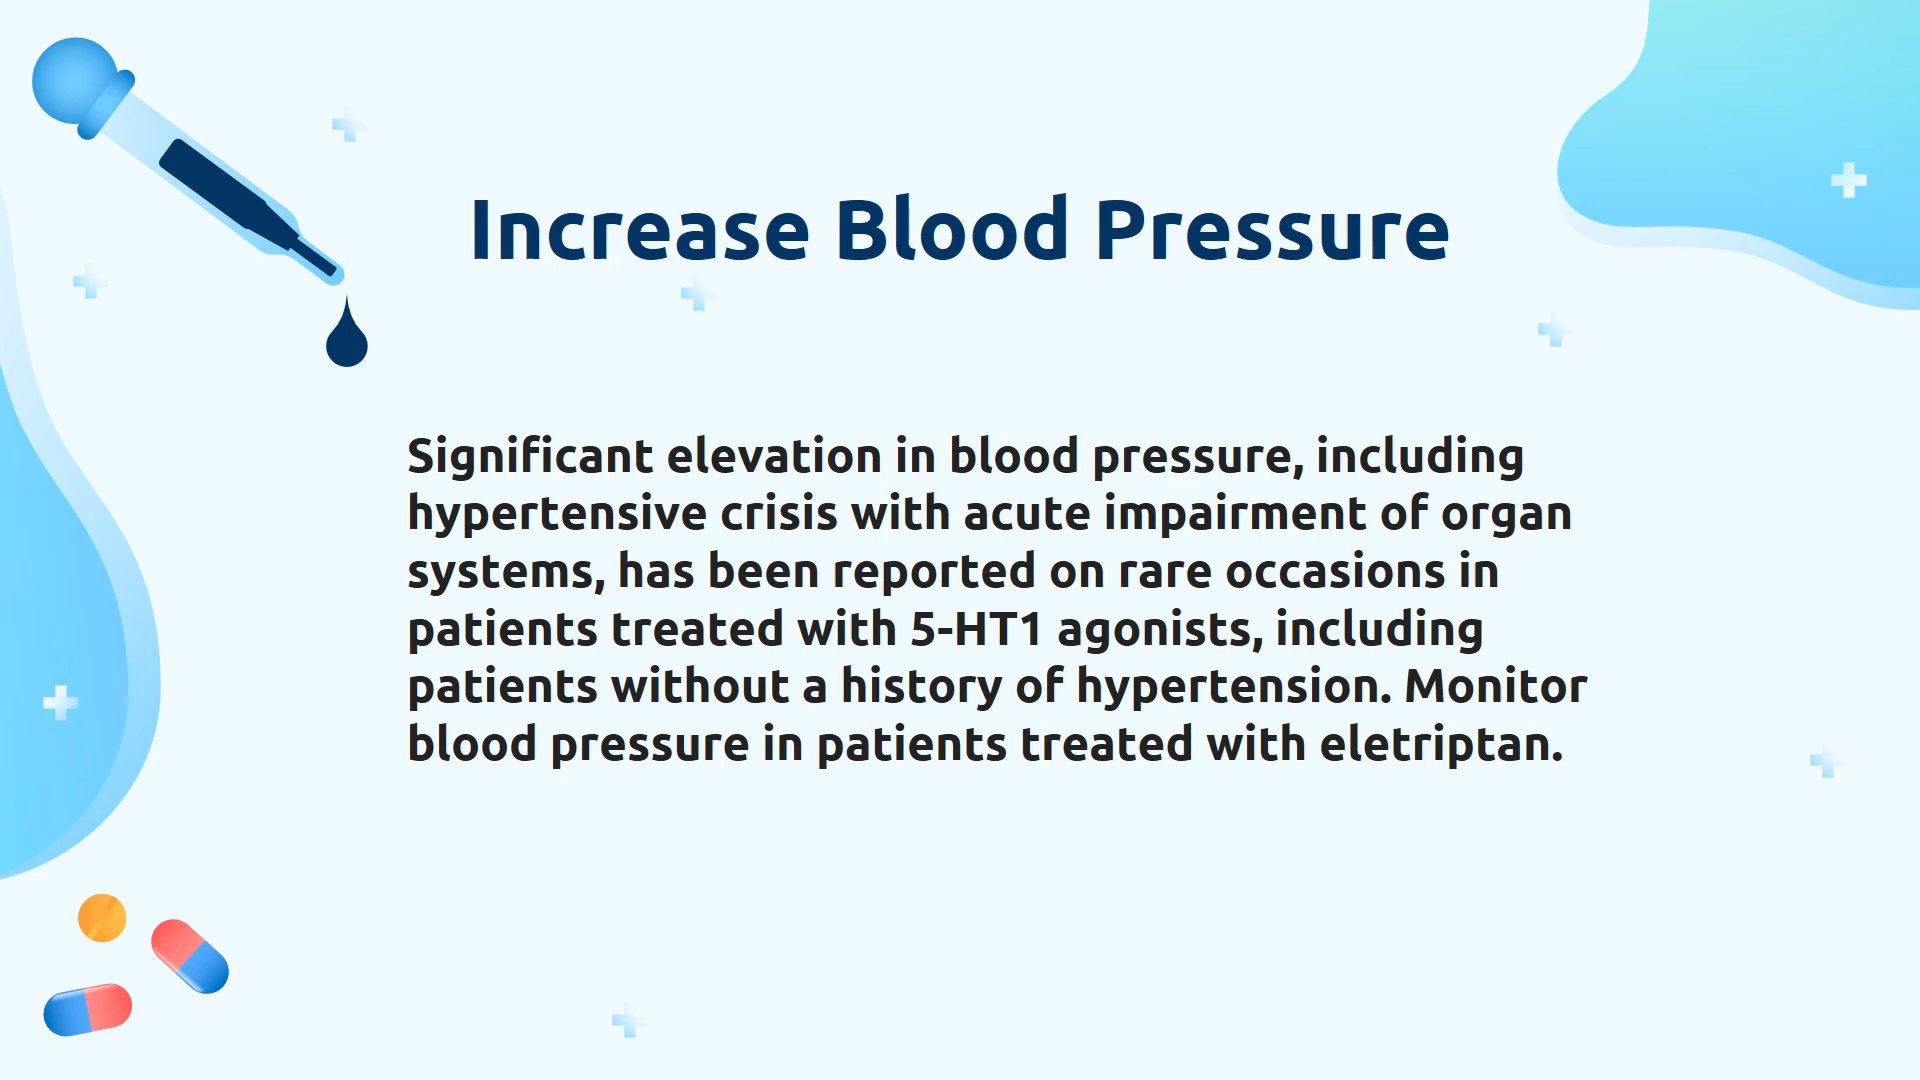 Increase Blood Pressure
Significant elevation in blood pressure, including
hypertensive crisis with acute impairment of organ
systems, has been reported on rare occasions in
patients treated with 5-HT1 agonists, including
patients without a history of hypertension. Monitor
blood pressure in patients treated with eletriptan.